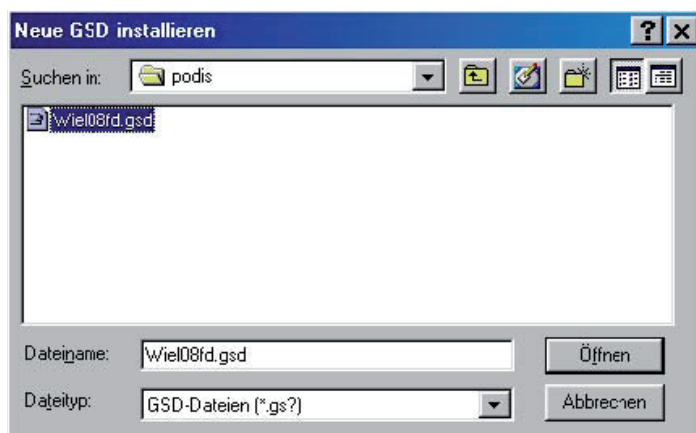 Neue GSD installieren
Suchen in: podis
Wiel08fd.gsd
Dateiname: Wiel08fd.gsd Öffnen
Dateityp: GSD-Dateien (*.gs?) Abbrechen